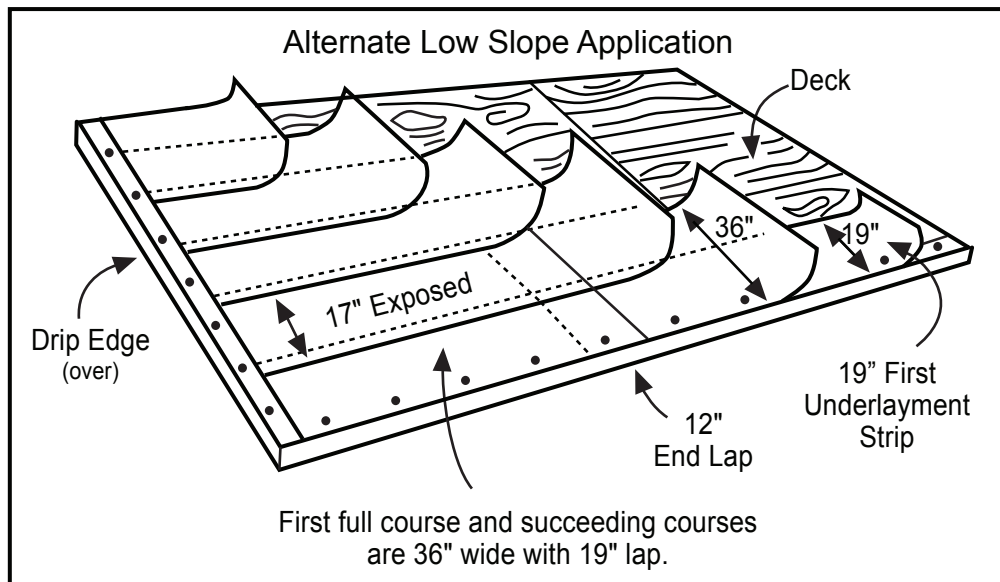 Alternate Low Slope Application
Deck
36"
19"
17" Exposed
Drip Edge
(over)
12"
End Lap
19” First
Underlayment
Strip
First full course and succeeding courses
are 36" wide with 19" lap.